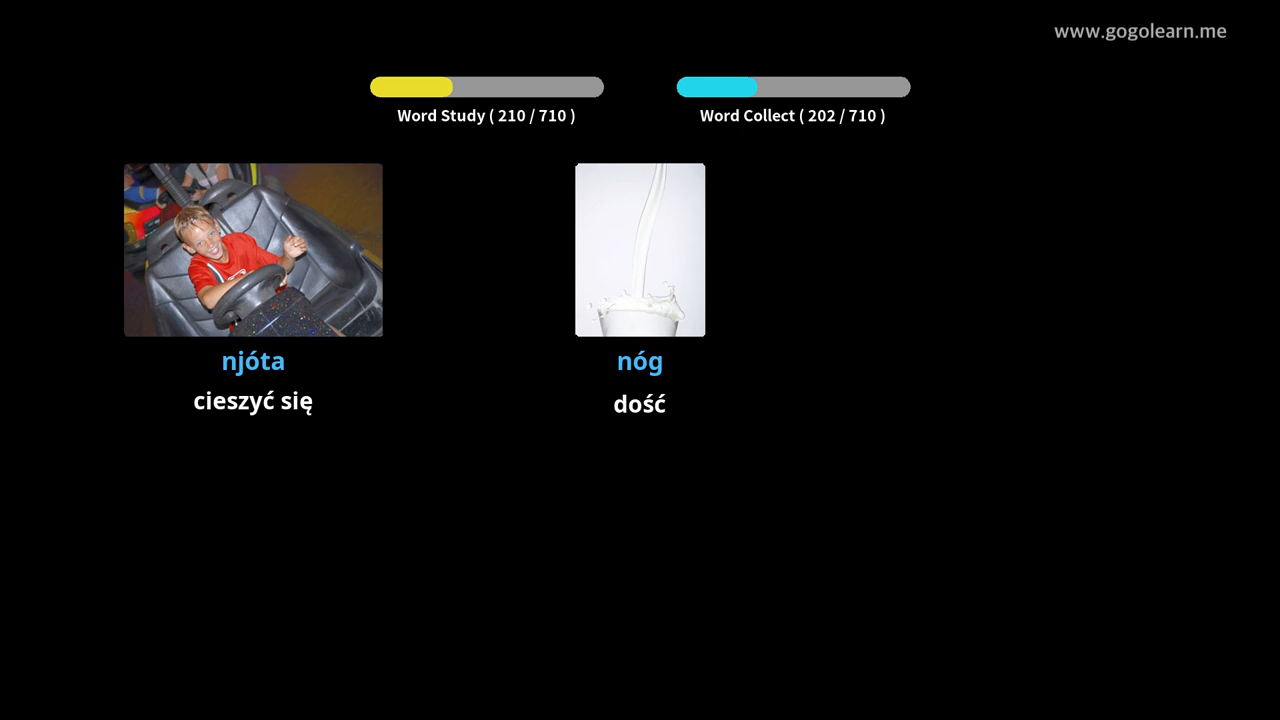 www.gogolearn.me
Word Study ( 210 / 710 )
Word Collect ( 202 / 710 )
njóta
nóg
cieszyć się
dość